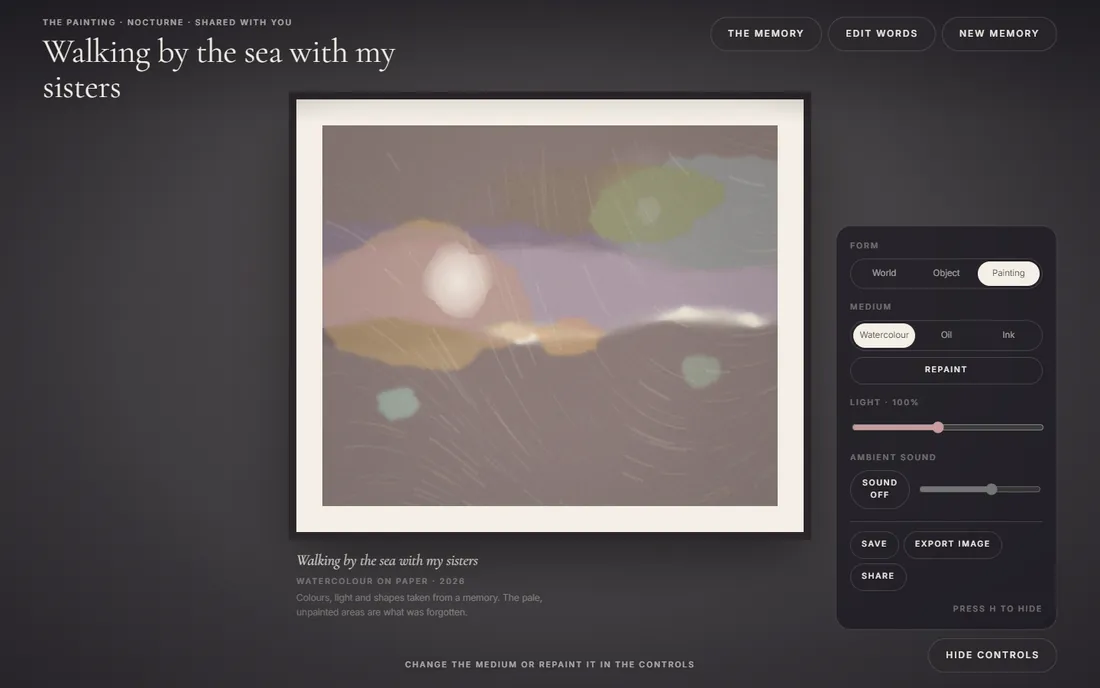 THE PAINTING · NOCTURNE · SHARED WITH YOU
Walking by the sea with my
sisters
THE MEMORY
EDIT WORDS
NEW MEMORY
FORM
World
Object
Painting
MEDIUM
Watercolour
Oil
Ink
REPAINT
LIGHT · 100%
AMBIENT SOUND
SOUND
OFF
SAVE
EXPORT IMAGE
SHARE
PRESS H TO HIDE
HIDE CONTROLS
Walking by the sea with my sisters
WATERCOLOUR ON PAPER · 2026
Colours, light and shapes taken from a memory. The pale,
unpainted areas are what was forgotten.
CHANGE THE MEDIUM OR REPAINT IT IN THE CONTROLS